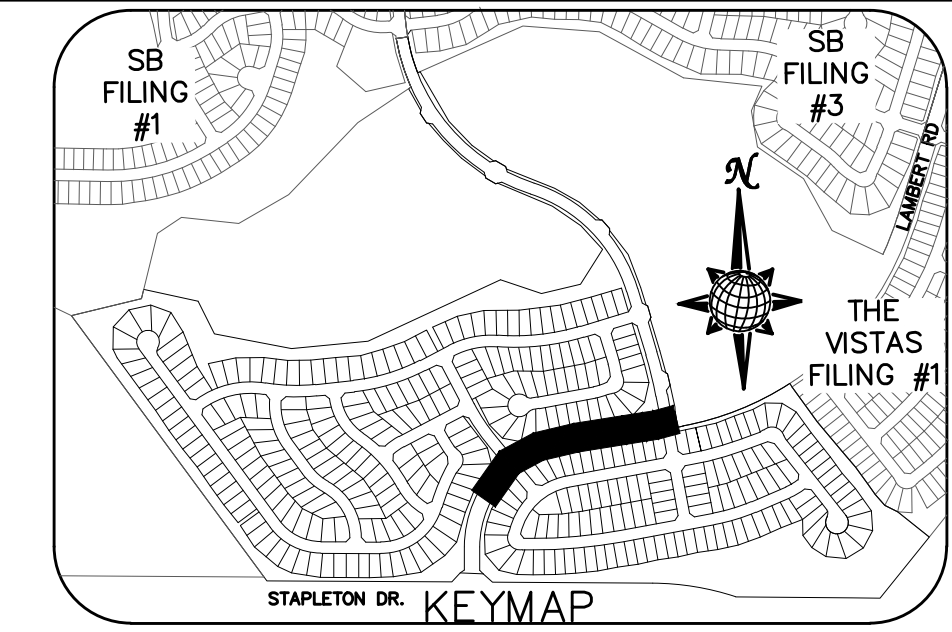 SB
FILING
#1
SB
FILING
#3
LAMBERT RD
N
THE
VISTAS
FILING #1
STAPLETON DR.
KEYMAP